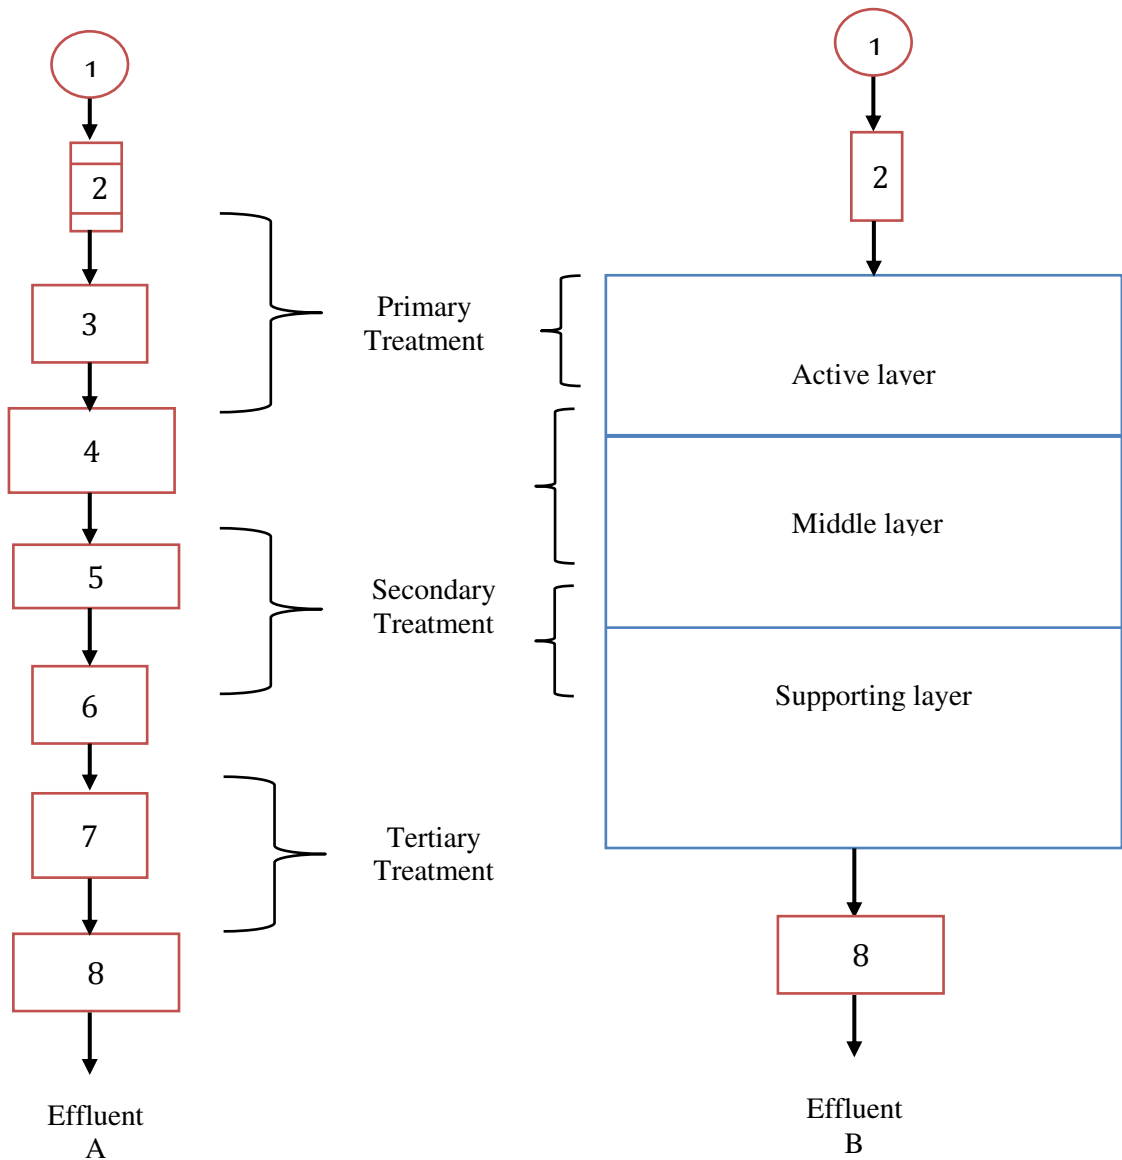 1
2
3
4
5
6
7
8
Effluent
A
Primary
Treatment
Secondary
Treatment
Tertiary
Treatment
1
2
Active layer
Middle layer
Supporting layer
8
Effluent
B